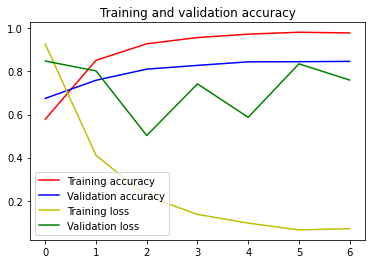 Training and validation accuracy
1.0
0.8
0.6
0.4
0.2
Training accuracy
Validation accuracy
Training loss
Validation loss
0 1 2 3 4 5 6